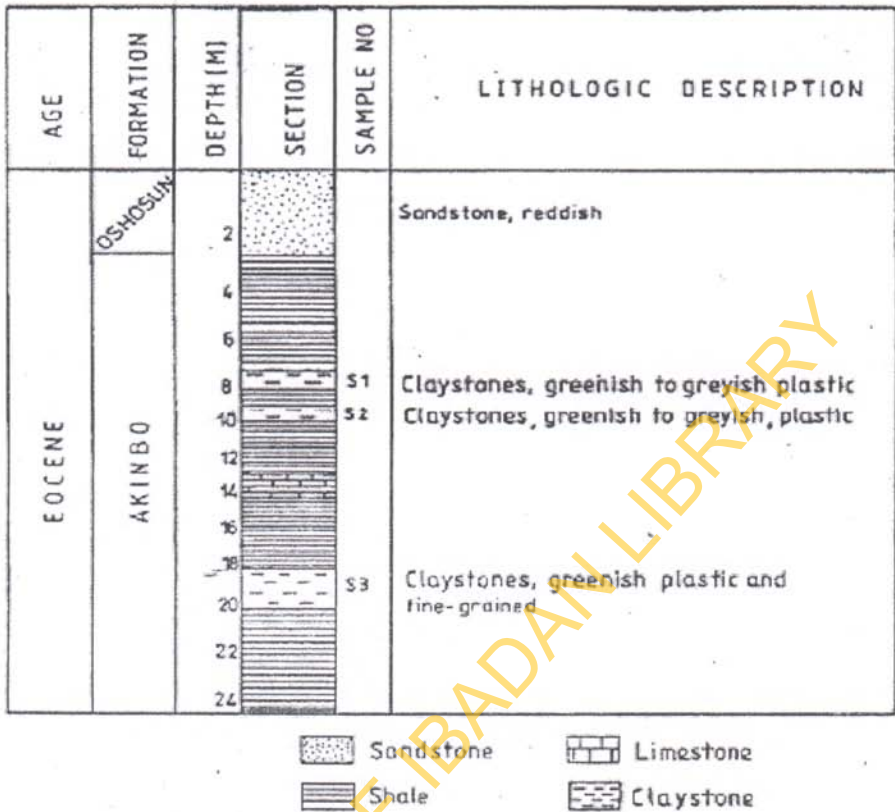 AGE
FORMATION
DEPTH [M]
SECTION
SAMPLE NO
LITHOLOGIC DESCRIPTION
EOCENE
OSHOSUN
AKINBO
2
Sandstone, reddish
4
6
8
S1
Claystones, greenish to greyish plastic
10
S2
Claystones, greenish to greyish, plastic
12
14
16
18
S3
Claystones, greenish plastic and
fine-grained
20
22
24
Sandstone
Limestone
Shale
Claystone
IBADAN LIBRARY